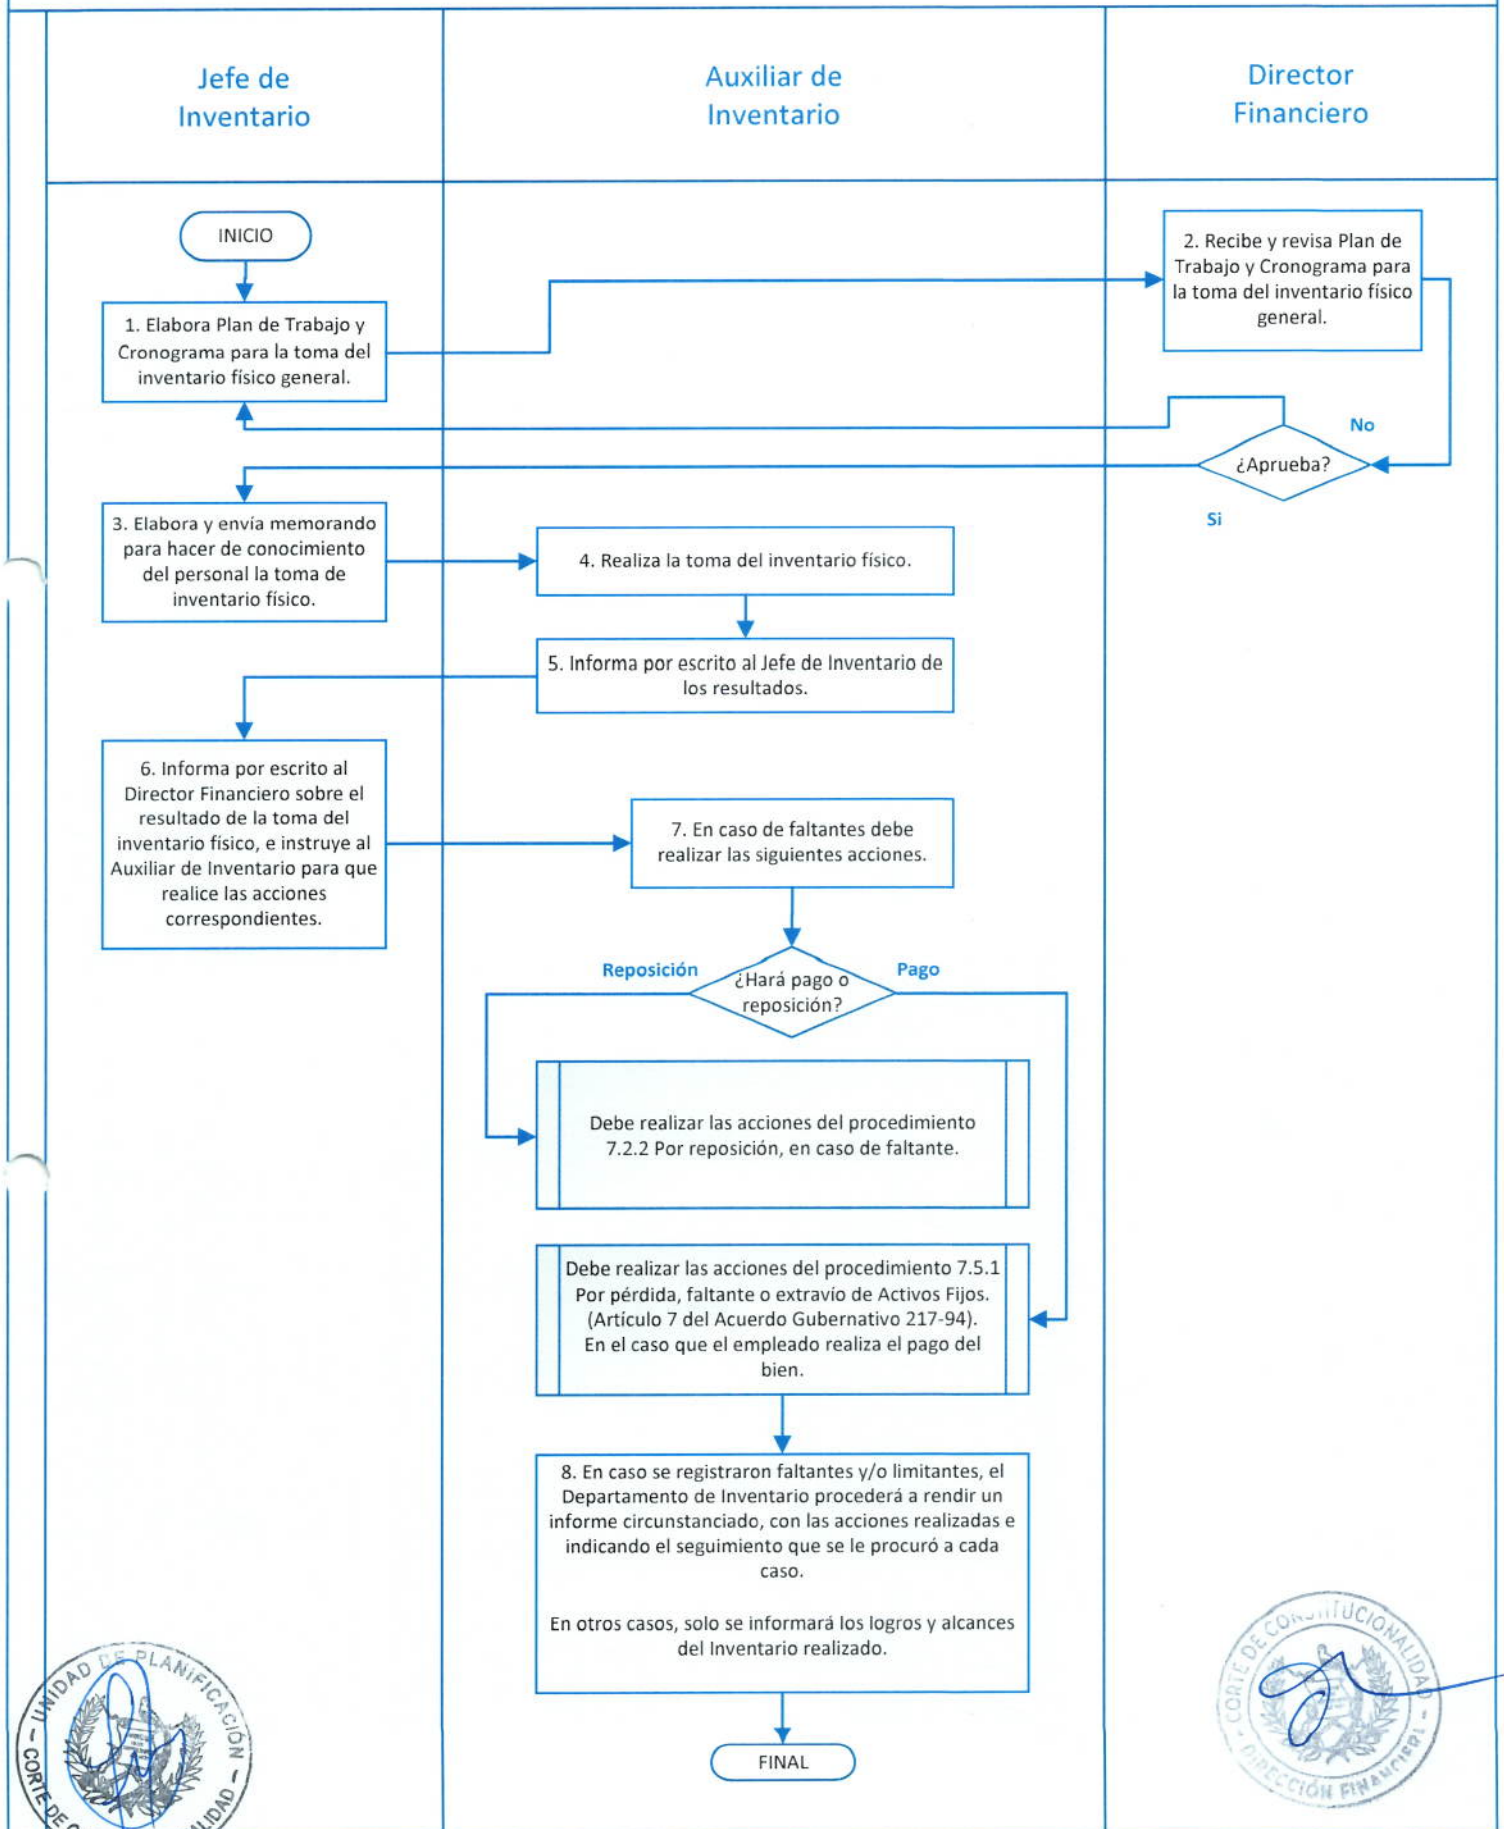 Jefe de
Inventario
Auxiliar de
Inventario
Director
Financiero
INICIO
1. Elabora Plan de Trabajo y
Cronograma para la toma del
inventario físico general.
2. Recibe y revisa Plan de
Trabajo y Cronograma para
la toma del inventario físico
general.
No
¿Aprueba?
Si
3. Elabora y envía memorando
para hacer de conocimiento
del personal la toma de
inventario físico.
4. Realiza la toma del inventario físico.
5. Informa por escrito al Jefe de Inventario de
los resultados.
6. Informa por escrito al
Director Financiero sobre el
resultado de la toma del
inventario físico, e instruye al
Auxiliar de Inventario para que
realice las acciones
correspondientes.
7. En caso de faltantes debe
realizar las siguientes acciones.
Reposición
¿Hará pago o
reposición?
Pago
Debe realizar las acciones del procedimiento
7.2.2 Por reposición, en caso de faltante.
Debe realizar las acciones del procedimiento 7.5.1
Por pérdida, faltante o extravío de Activos Fijos.
(Artículo 7 del Acuerdo Gubernativo 217-94).
En el caso que el empleado realiza el pago del
bien.
8. En caso se registraron faltantes y/o limitantes, el
Departamento de Inventario procederá a rendir un
informe circunstanciado, con las acciones realizadas e
indicando el seguimiento que se le procuró a cada
caso.
En otros casos, solo se informará los logros y alcances
del Inventario realizado.
FINAL
UNIDAD DE PLANIFICACIÓN
CORTE DE
CORTE DE CONSTITUCIONALIDAD
DIRECCIÓN